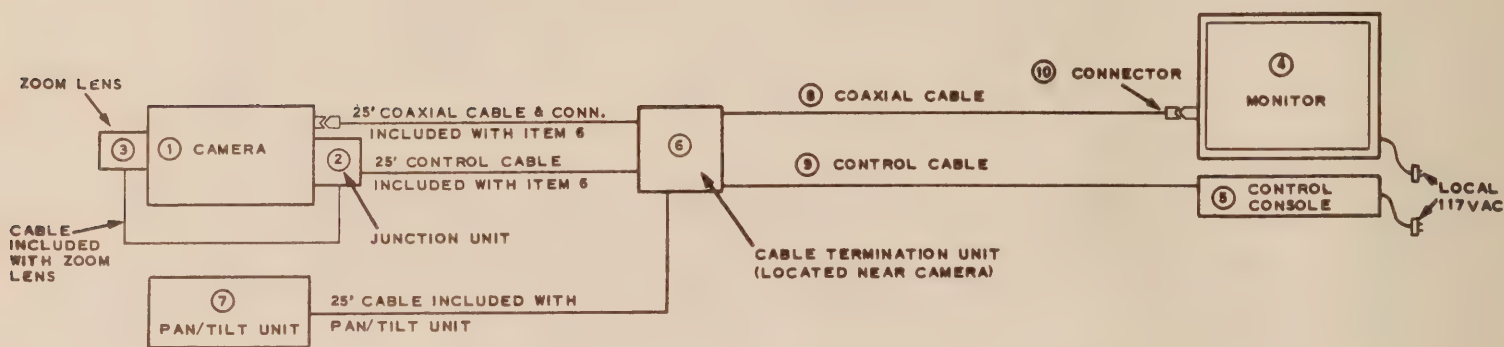 ZOOM LENS
③
① CAMERA
②
25' COAXIAL CABLE & CONN.
INCLUDED WITH ITEM 6
25' CONTROL CABLE
INCLUDED WITH ITEM 6
CABLE
INCLUDED
WITH ZOOM
LENS
JUNCTION UNIT
⑦
PAN/TILT UNIT
25' CABLE INCLUDED WITH
PAN/TILT UNIT
⑥
CABLE TERMINATION UNIT
(LOCATED NEAR CAMERA)
⑧ COAXIAL CABLE
⑨ CONTROL CABLE
⑩ CONNECTOR
④
MONITOR
⑤ CONTROL
CONSOLE
LOCAL
117VAC